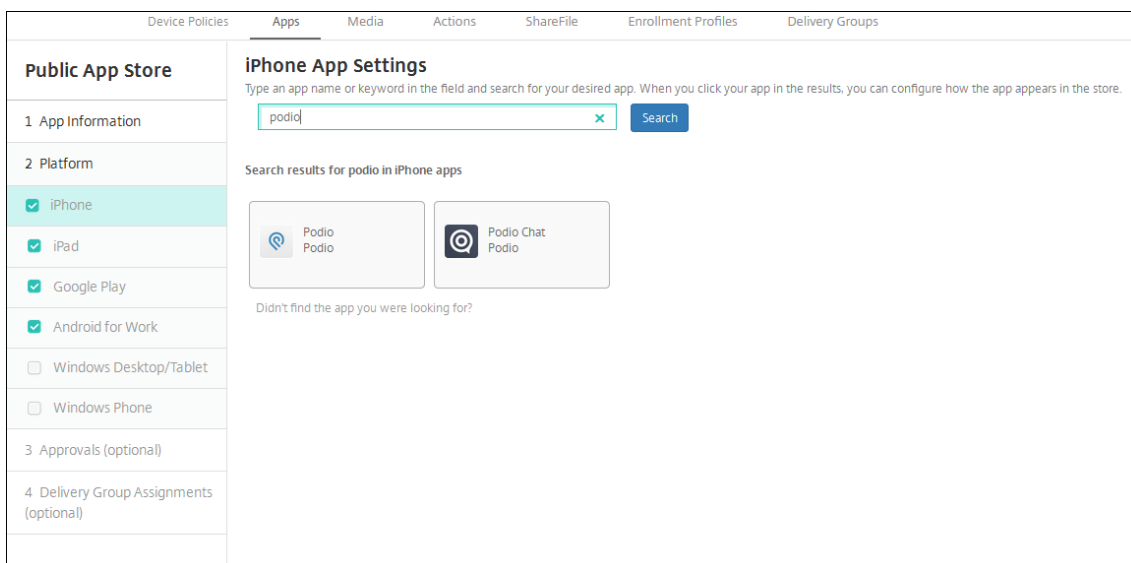 Device Policies Apps Media Actions ShareFile Enrollment Profiles Delivery Groups
Public App Store
1 App Information
2 Platform
iPhone
iPad
Google Play
Android for Work
Windows Desktop/Tablet
Windows Phone
3 Approvals (optional)
4 Delivery Group Assignments
(optional)
iPhone App Settings
Type an app name or keyword in the field and search for your desired app. When you click your app in the results, you can configure how the app appears in the store.
podio Search
Search results for podio in iPhone apps
Podio
Podio
Podio Chat
Podio
Didn't find the app you were looking for?